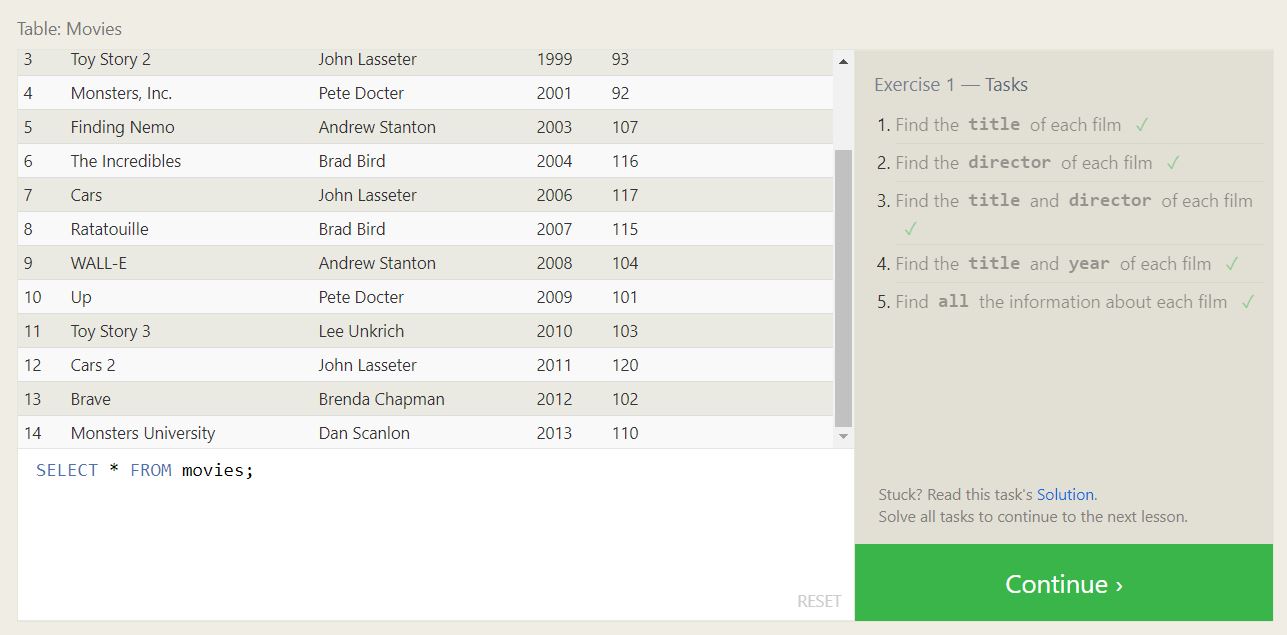 Table: Movies
3 Toy Story 2 John Lasseter 1999 93
4 Monsters, Inc. Pete Docter 2001 92
5 Finding Nemo Andrew Stanton 2003 107
6 The Incredibles Brad Bird 2004 116
7 Cars John Lasseter 2006 117
8 Ratatouille Brad Bird 2007 115
9 WALL-E Andrew Stanton 2008 104
10 Up Pete Docter 2009 101
11 Toy Story 3 Lee Unkrich 2010 103
12 Cars 2 John Lasseter 2011 120
13 Brave Brenda Chapman 2012 102
14 Monsters University Dan Scanlon 2013 110
SELECT * FROM movies;
RESET
Exercise 1 — Tasks
1. Find the title of each film ✓
2. Find the director of each film ✓
3. Find the title and director of each film
✓
4. Find the title and year of each film ✓
5. Find all the information about each film ✓
Stuck? Read this task's Solution.
Solve all tasks to continue to the next lesson.
Continue ›